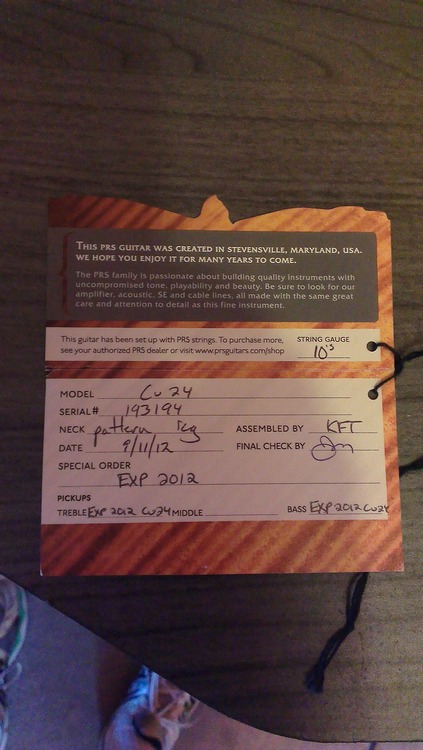 THIS PRS GUITAR WAS CREATED IN STEVENSVILLE, MARYLAND, USA.
WE HOPE YOU ENJOY IT FOR MANY YEARS TO COME.
The PRS family is passionate about building quality instruments with
uncompromised tone, playability and beauty. Be sure to look for our
amplifier, acoustic, SE and cable lines, all made with the same great
care and attention to detail as this fine instrument.
This guitar has been set up with PRS strings. To purchase more, STRING GAUGE
see your authorized PRS dealer or visit www.prsguitars.com/shop 10's
MODEL Cu 24
SERIAL# 193194
NECK pattern reg ASSEMBLED BY KFT
DATE 9/11/12 FINAL CHECK BY
SPECIAL ORDER
EXP 2012
PICKUPS
TREBLE EXP 2012 Cu24 MIDDLE BASS EXP 2012 Cu24